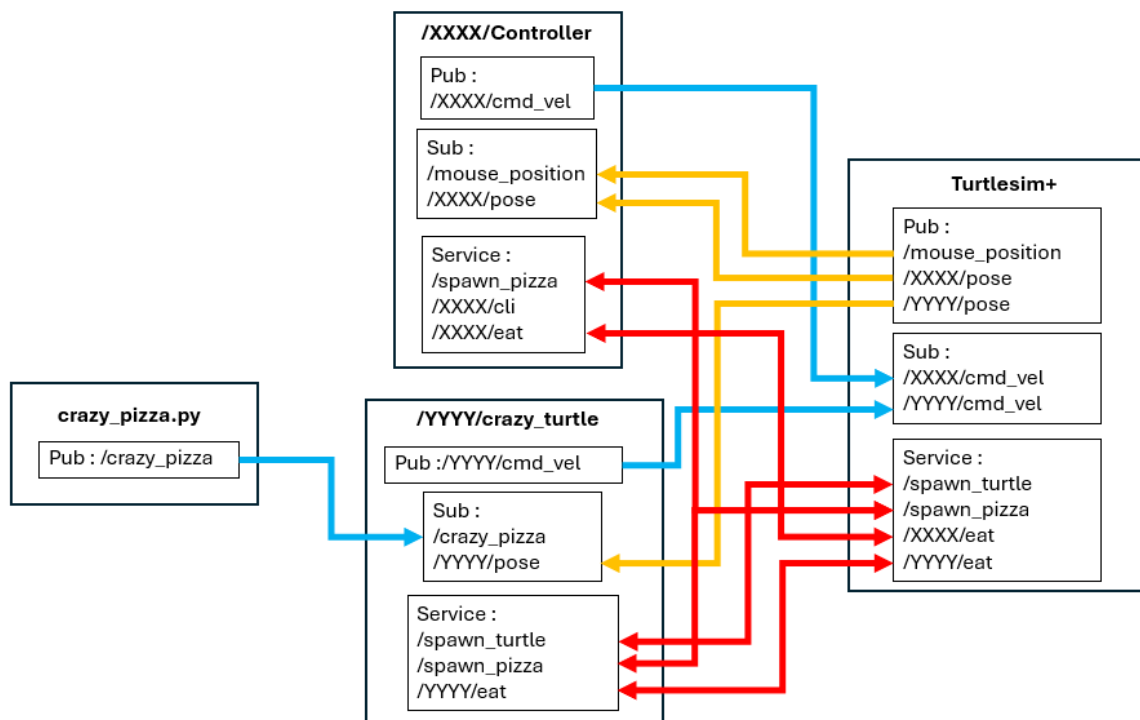 /XXXX/Controller
Pub :
/XXXX/cmd_vel
Sub :
/mouse_position
/XXXX/pose
Service :
/spawn_pizza
/XXXX/cli
/XXXX/eat
Turtlesim+
Pub :
/mouse_position
/XXXX/pose
/YYYY/pose
Sub :
/XXXX/cmd_vel
/YYYY/cmd_vel
Service :
/spawn_turtle
/spawn_pizza
/XXXX/eat
/YYYY/eat
crazy_pizza.py
Pub : /crazy_pizza
/YYYY/crazy_turtle
Pub :/YYYY/cmd_vel
Sub :
/crazy_pizza
/YYYY/pose
Service :
/spawn_turtle
/spawn_pizza
/YYYY/eat